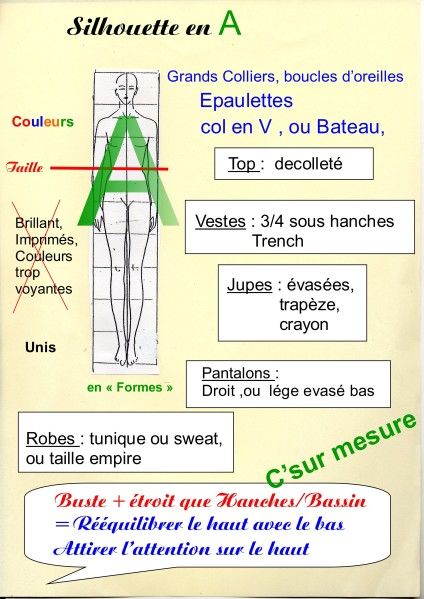 Silhouette en A
Grands Colliers, boucles d'oreilles
Epaulettes
col en V , ou Bateau,
Couleurs
Taille
A
Top : decolleté
Brillant,
Imprimés,
Couleurs
trop
voyantes
Vestes : 3/4 sous hanches
Trench
Jupes : évasées,
trapèze,
crayon
Unis
en « Formes »
Pantalons :
Droit ,ou lége evasé bas
Robes : tunique ou sweat,
ou taille empire
C'sur mesure
Buste + étroit que Hanches/Bassin
= Rééquilibrer le haut avec le bas
Attirer l'attention sur le haut